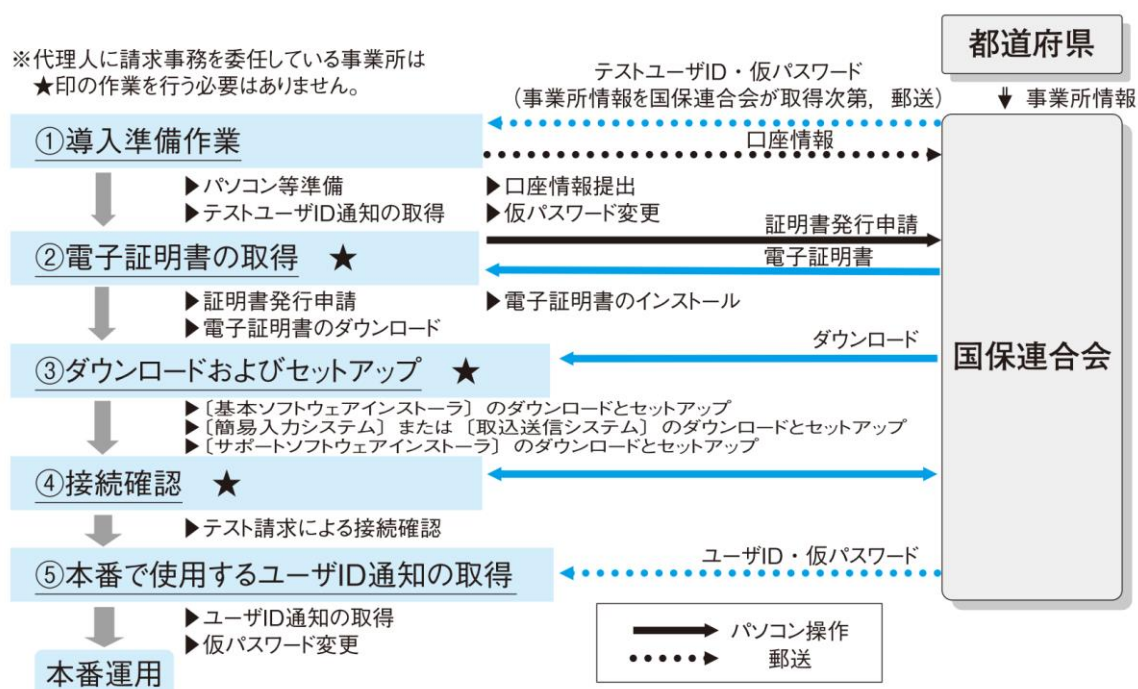 ※代理人に請求事務を委任している事業所は
★印の作業を行う必要はありません。
都道府県
テストユーザID・仮パスワード
(事業所情報を国保連合会が取得次第，郵送)
⇓ 事業所情報
①導入準備作業
口座情報
▶パソコン等準備 ▶口座情報提出
▶テストユーザID通知の取得 ▶仮パスワード変更
証明書発行申請
②電子証明書の取得 ★
電子証明書
▶証明書発行申請 ▶電子証明書のインストール
▶電子証明書のダウンロード
ダウンロード
国保連合会
③ダウンロードおよびセットアップ ★
▶〔基本ソフトウェアインストーラ〕のダウンロードとセットアップ
▶〔簡易入力システム〕または〔取込送信システム〕のダウンロードとセットアップ
▶〔サポートソフトウェアインストーラ〕のダウンロードとセットアップ
④接続確認 ★
▶テスト請求による接続確認
ユーザID・仮パスワード
⑤本番で使用するユーザID通知の取得
▶ユーザID通知の取得
▶仮パスワード変更
パソコン操作
郵送
本番運用